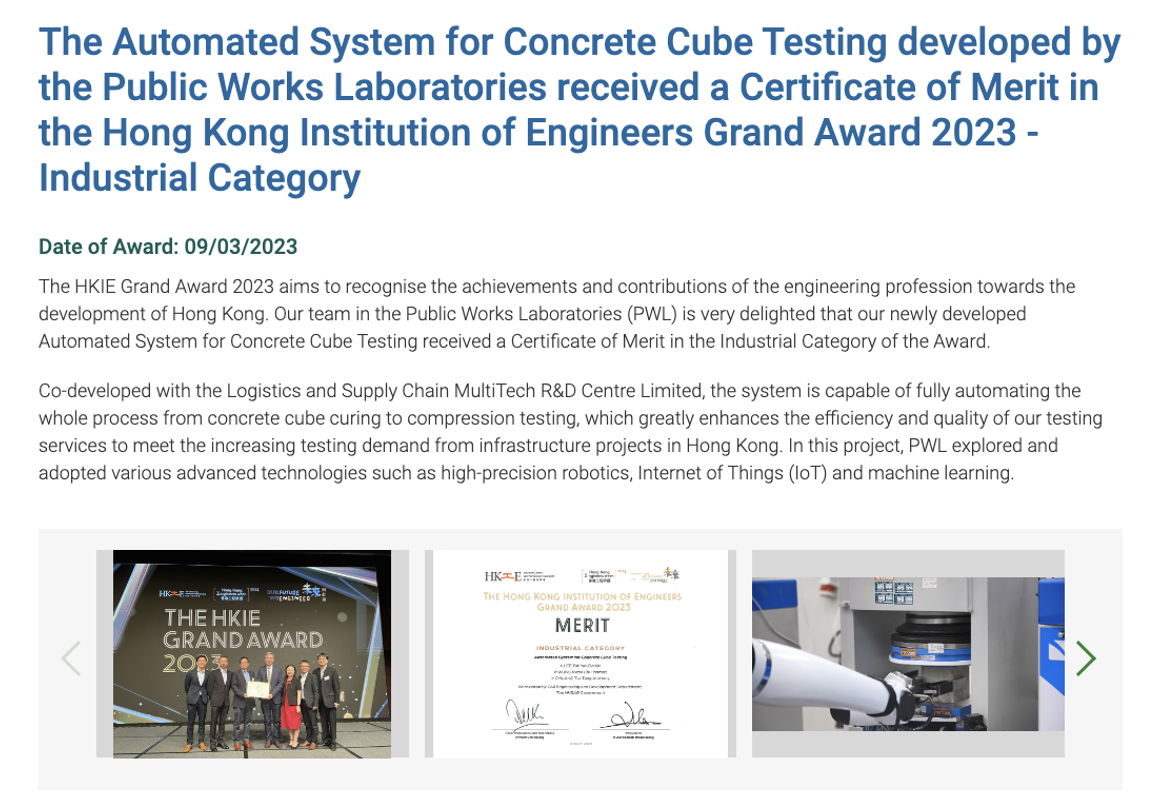 The Automated System for Concrete Cube Testing developed by
the Public Works Laboratories received a Certificate of Merit in
the Hong Kong Institution of Engineers Grand Award 2023 -
Industrial Category
Date of Award: 09/03/2023
The HKIE Grand Award 2023 aims to recognise the achievements and contributions of the engineering profession towards the
development of Hong Kong. Our team in the Public Works Laboratories (PWL) is very delighted that our newly developed
Automated System for Concrete Cube Testing received a Certificate of Merit in the Industrial Category of the Award.
Co-developed with the Logistics and Supply Chain MultiTech R&D Centre Limited, the system is capable of fully automating the
whole process from concrete cube curing to compression testing, which greatly enhances the efficiency and quality of our testing
services to meet the increasing testing demand from infrastructure projects in Hong Kong. In this project, PWL explored and
adopted various advanced technologies such as high-precision robotics, Internet of Things (IoT) and machine learning.
THE HKIE
GRAND AWARD
2023
THE HONG KONG INSTITUTION OF ENGINEERS
GRAND AWARD 2023
MERIT
INDUSTRIAL CATEGORY
Automated System for Concrete Cube Testing